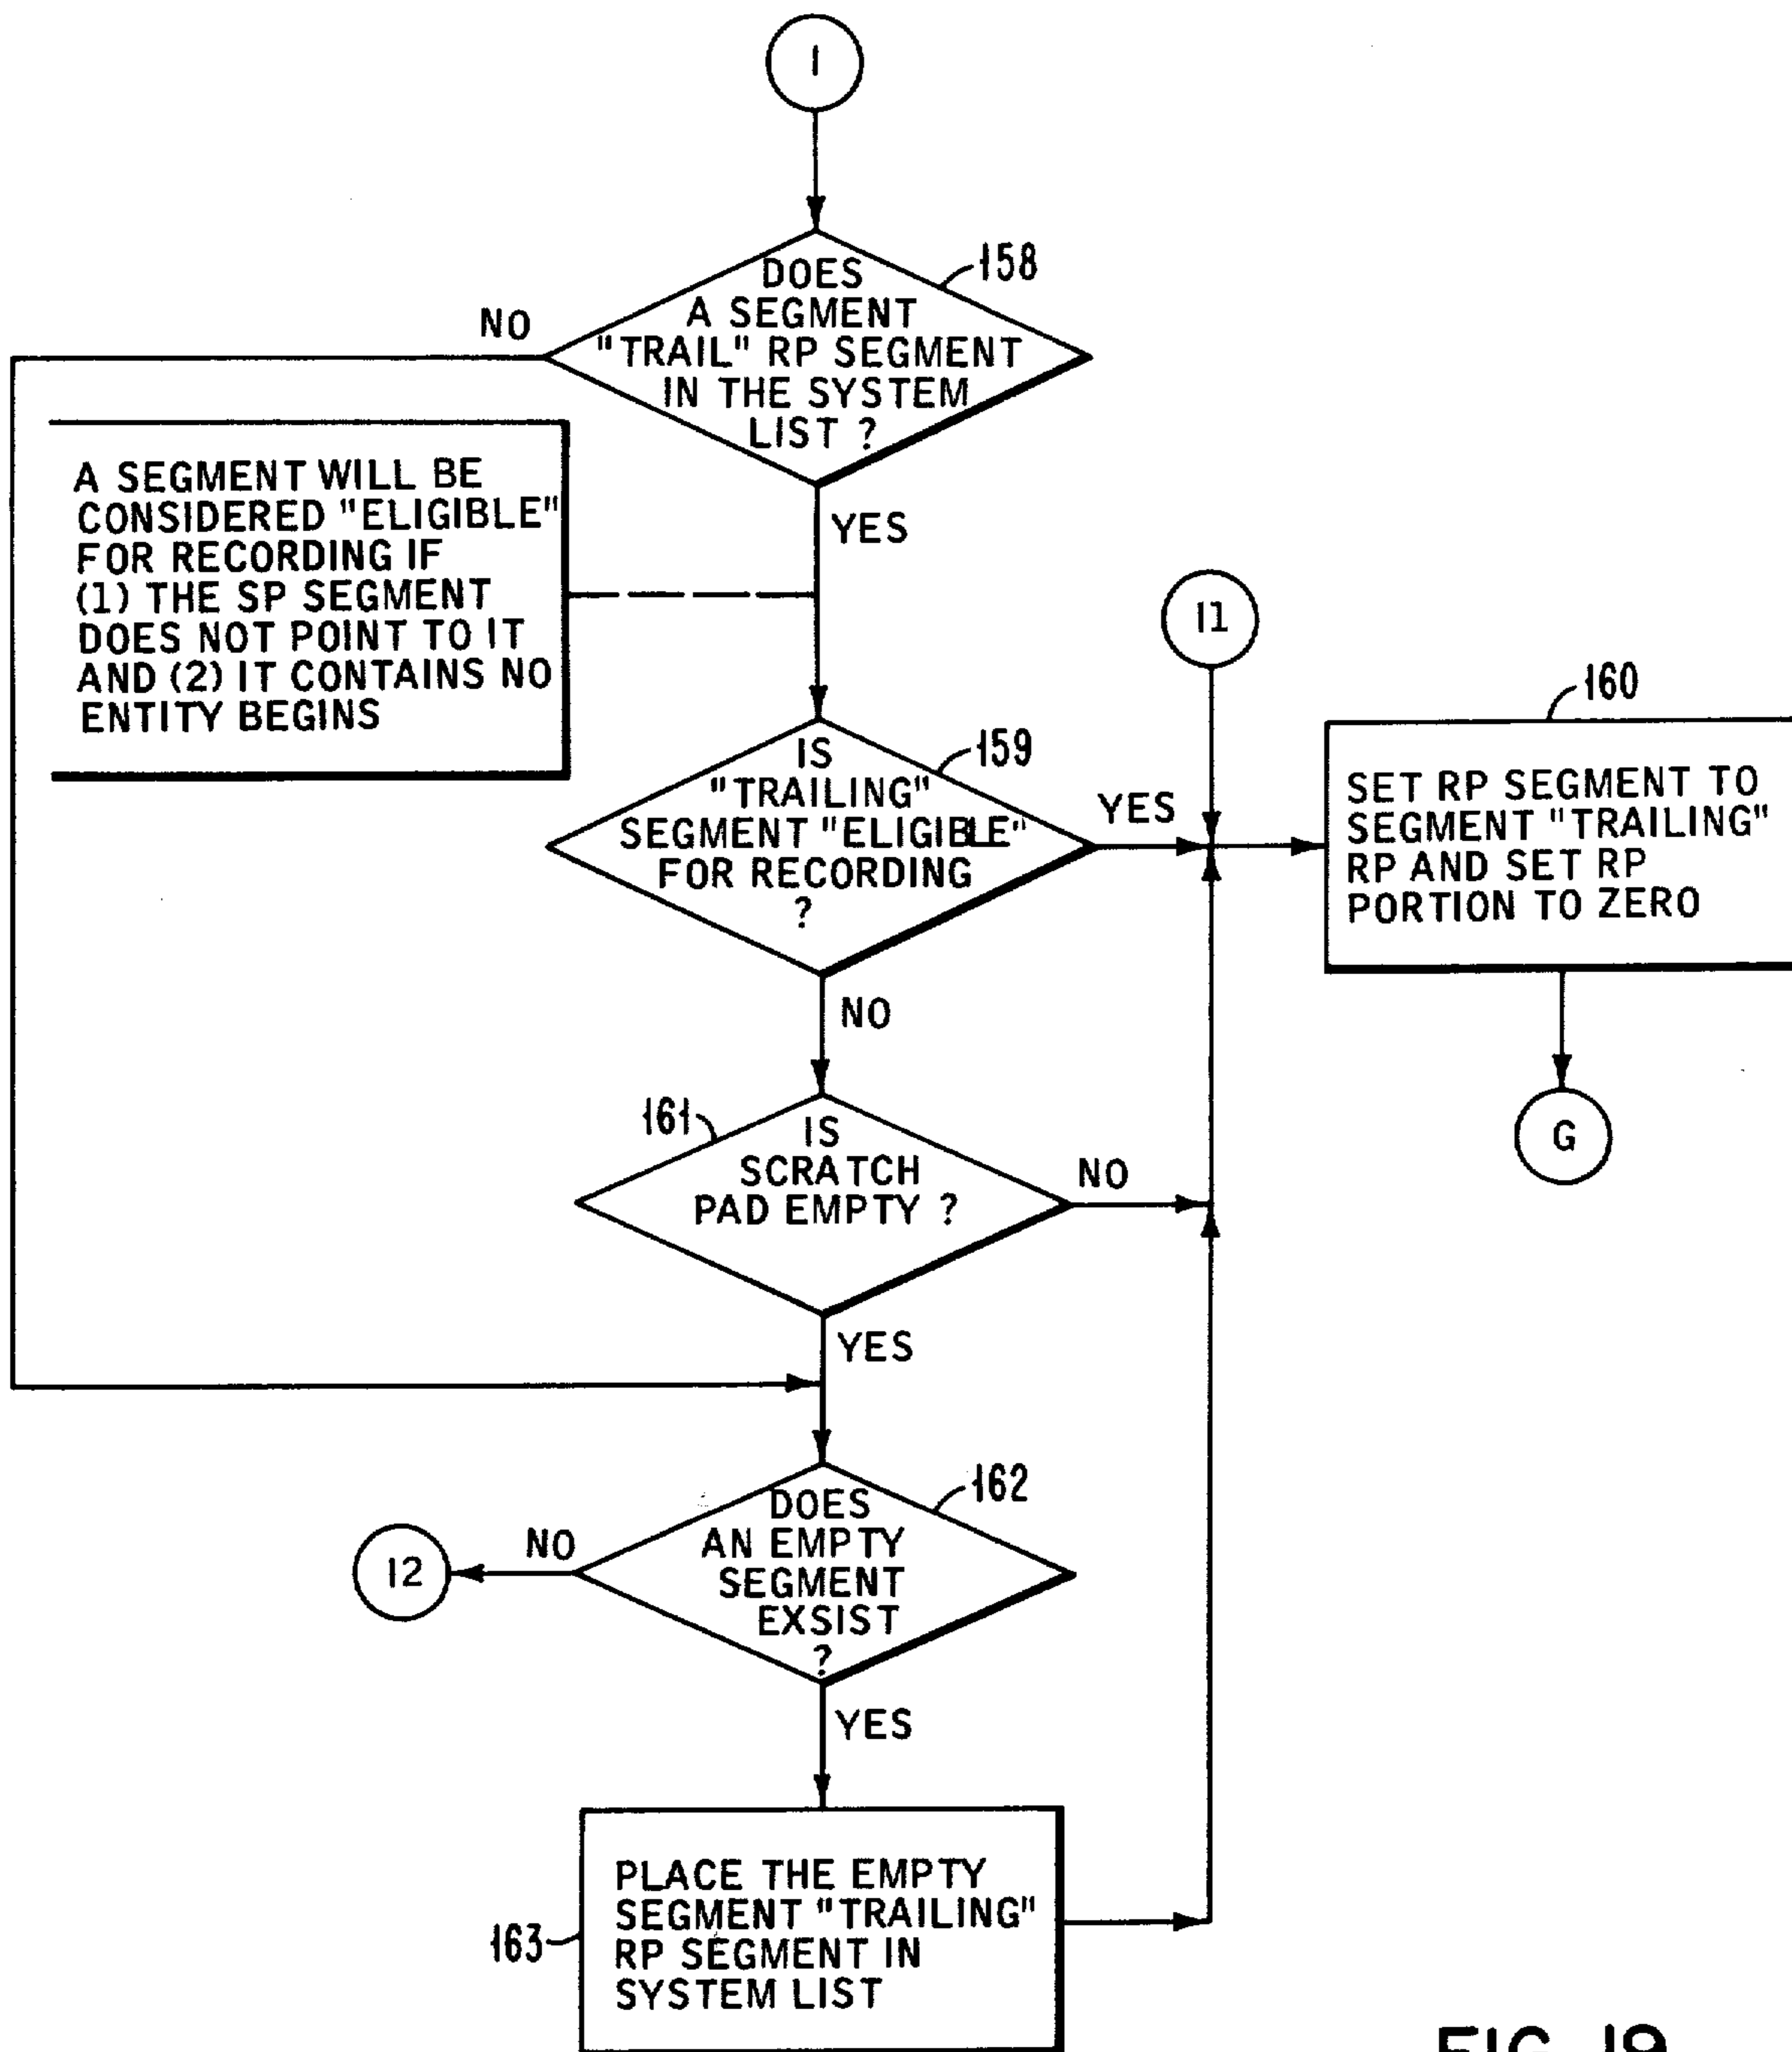 I
DOES
A SEGMENT
"TRAIL" RP SEGMENT
IN THE SYSTEM
LIST ?
158
NO
YES
A SEGMENT WILL BE
CONSIDERED "ELIGIBLE"
FOR RECORDING IF
(1) THE SP SEGMENT
DOES NOT POINT TO IT
AND (2) IT CONTAINS NO
ENTITY BEGINS
I1
IS
"TRAILING"
SEGMENT "ELIGIBLE"
FOR RECORDING
?
159
YES
NO
160
SET RP SEGMENT TO
SEGMENT "TRAILING"
RP AND SET RP
PORTION TO ZERO
G
161
IS
SCRATCH
PAD EMPTY ?
NO
YES
162
DOES
AN EMPTY
SEGMENT
EXSIST
?
NO
I2
YES
163
PLACE THE EMPTY
SEGMENT "TRAILING"
RP SEGMENT IN
SYSTEM LIST
FIG. 19